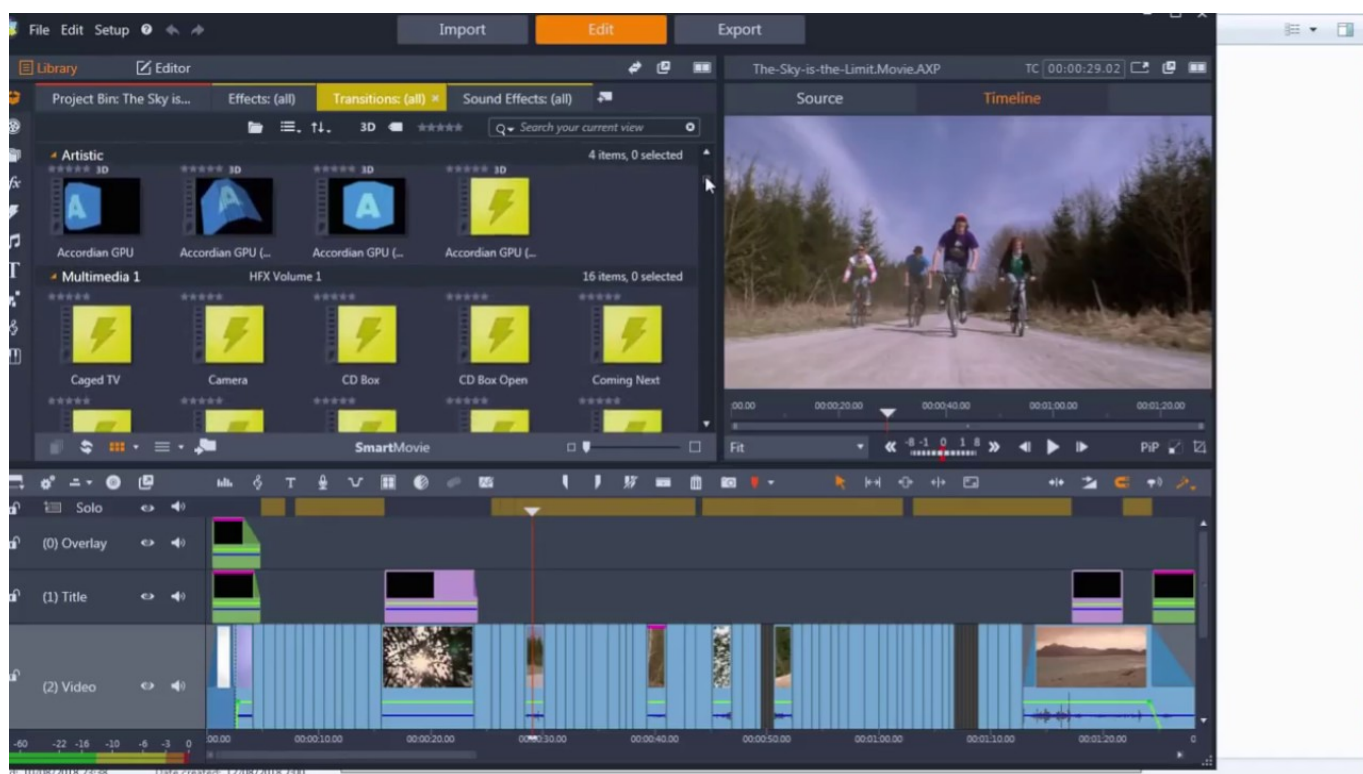 File Edit Setup Import Edit Export
Library Editor
The-Sky-is-the-Limit.Movie.AXP TC 00:00:29.02
Project Bin: The Sky is... Effects: (all) Transitions: (all) × Sound Effects: (all)
Source Timeline
3D Search your current view
Artistic 4 items, 0 selected
3D 3D 3D 3D
A A A
Accordian GPU Accordian GPU (... Accordian GPU (... Accordian GPU (...
Multimedia 1 HFX Volume 1 16 items, 0 selected
Caged TV Camera CD Box CD Box Open Coming Next
:00.00 00:00:20.00 00:00:40.00 00:01:00.00 00:01:20.00
SmartMovie
Fit -8 -1 0 1 8 PiP
Solo
(0) Overlay
(1) Title
(2) Video
-60 -22 -16 -10 -6 -3 0
:00.00 00:00:10.00 00:00:20.00 00:00:30.00 00:00:40.00 00:00:50.00 00:01:00.00 00:01:10.00 00:01:20.00